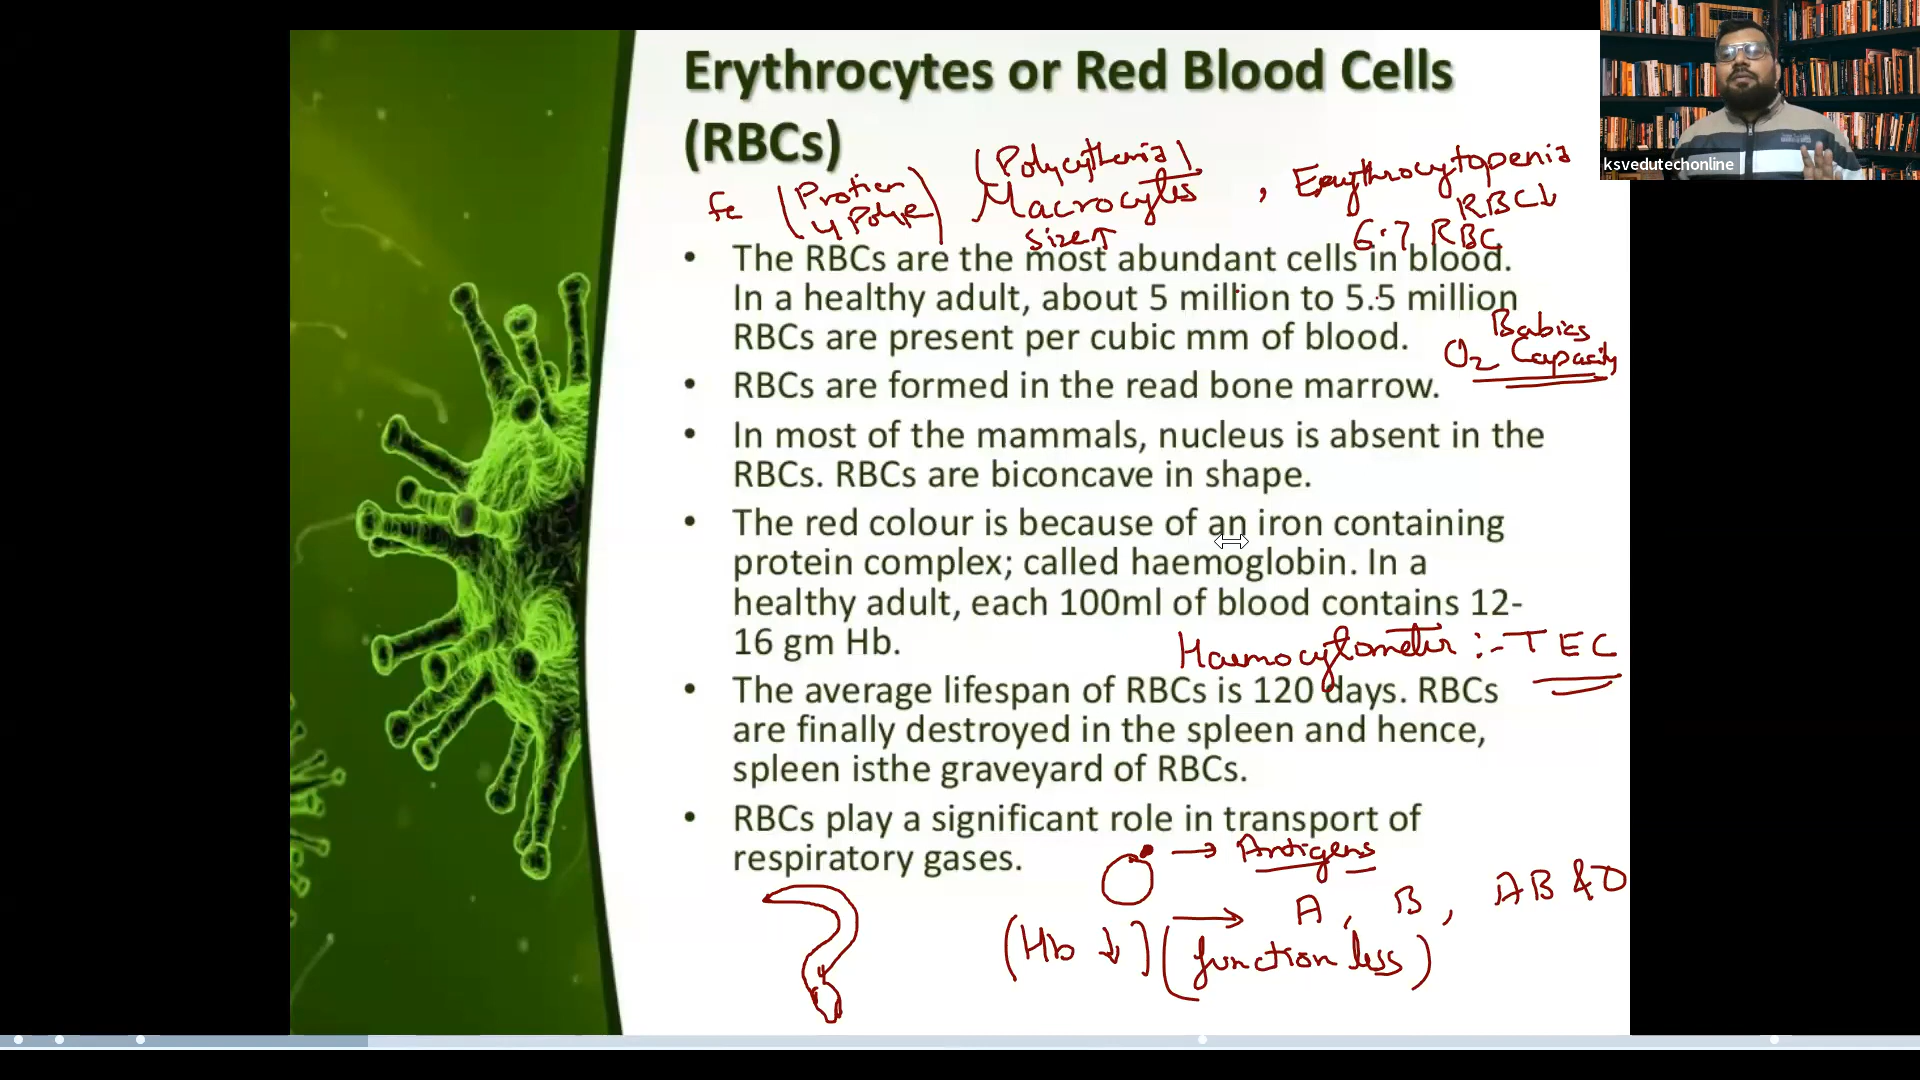 Erythrocytes or Red Blood Cells
(RBCs)
ksvedutechonline
(Polycythemia)
Erythrocytopenia
Fe (Protien Macrocytes ,
4 Polype) RBC↓
size↑ 6.7 RBC
• The RBCs are the most abundant cells in blood.
In a healthy adult, about 5 million to 5.5 million
RBCs are present per cubic mm of blood.
Babies
O2 Capacity
• RBCs are formed in the read bone marrow.
• In most of the mammals, nucleus is absent in the
RBCs. RBCs are biconcave in shape.
• The red colour is because of an iron containing
protein complex; called haemoglobin. In a
healthy adult, each 100ml of blood contains 12-
16 gm Hb.
Haemocytometer :- TEC
• The average lifespan of RBCs is 120 days. RBCs
are finally destroyed in the spleen and hence,
spleen isthe graveyard of RBCs.
• RBCs play a significant role in transport of
respiratory gases.
→ Antigens
→ A, B, AB & O
(Hb ↓) (functionless)